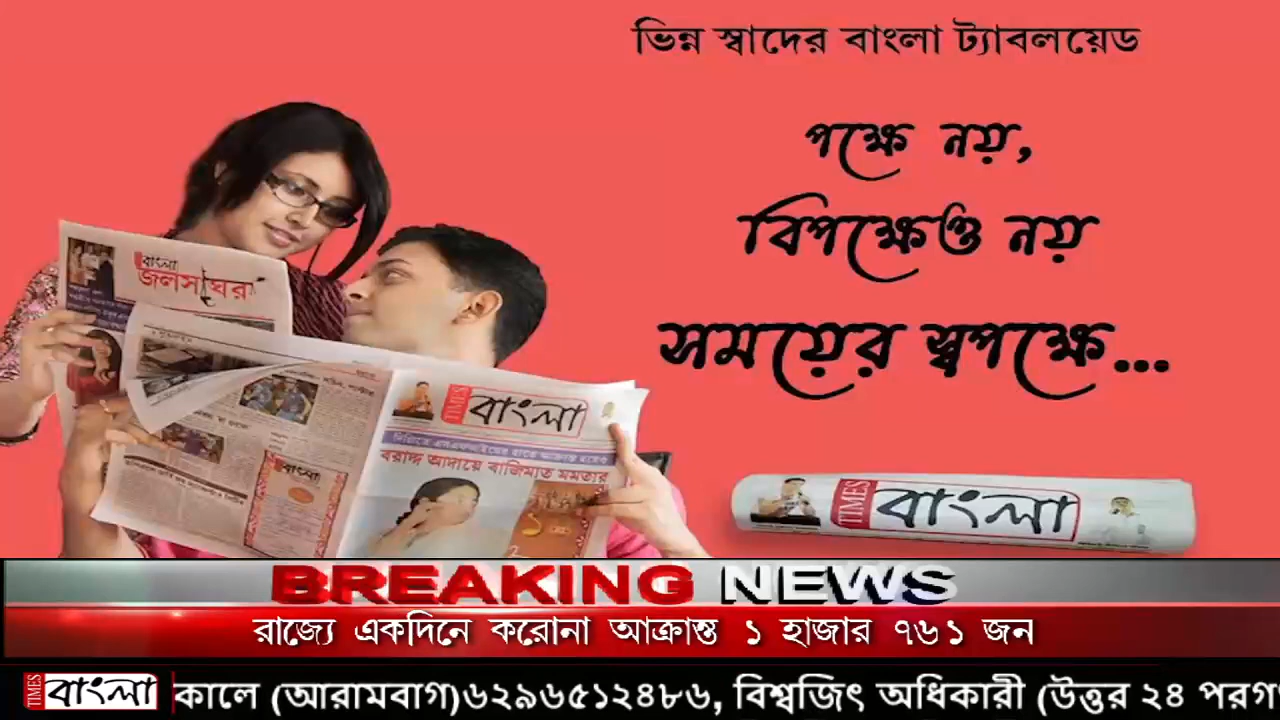 ভিন্ন স্বাদের বাংলা ট্যাবলয়েড
পক্ষে নয়,
বিপক্ষেও নয়
সময়ের স্বপক্ষে...
বাংলা
জলসাঘর
TIMES বাংলা
বরাদ্দ আদায়ে বাজিমাত মমতার
বাংলা
TIMES বাংলা
BREAKING NEWS
রাজ্যে একদিনে করোনা আক্রান্ত ১ হাজার ৭৬১ জন
TIMES বাংলা
কালে (আরামবাগ)৬২৯৬৫১২৪৮৬, বিশ্বজিৎ অধিকারী (উত্তর ২৪ পরগ